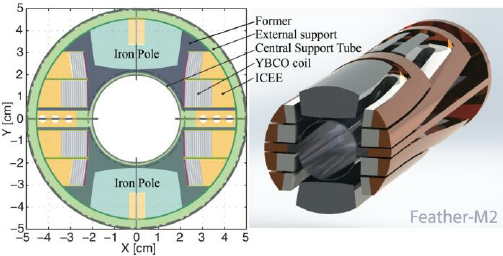 5
4
3
2
1
0
−1
−2
−3
−4
−5
Y [cm]
Iron Pole
Iron Pole
Former
External support
Central Support Tube
YBCO coil
ICEE
−5 −4 −3 −2 −1 0 1 2 3 4 5
X [cm]
Feather-M2